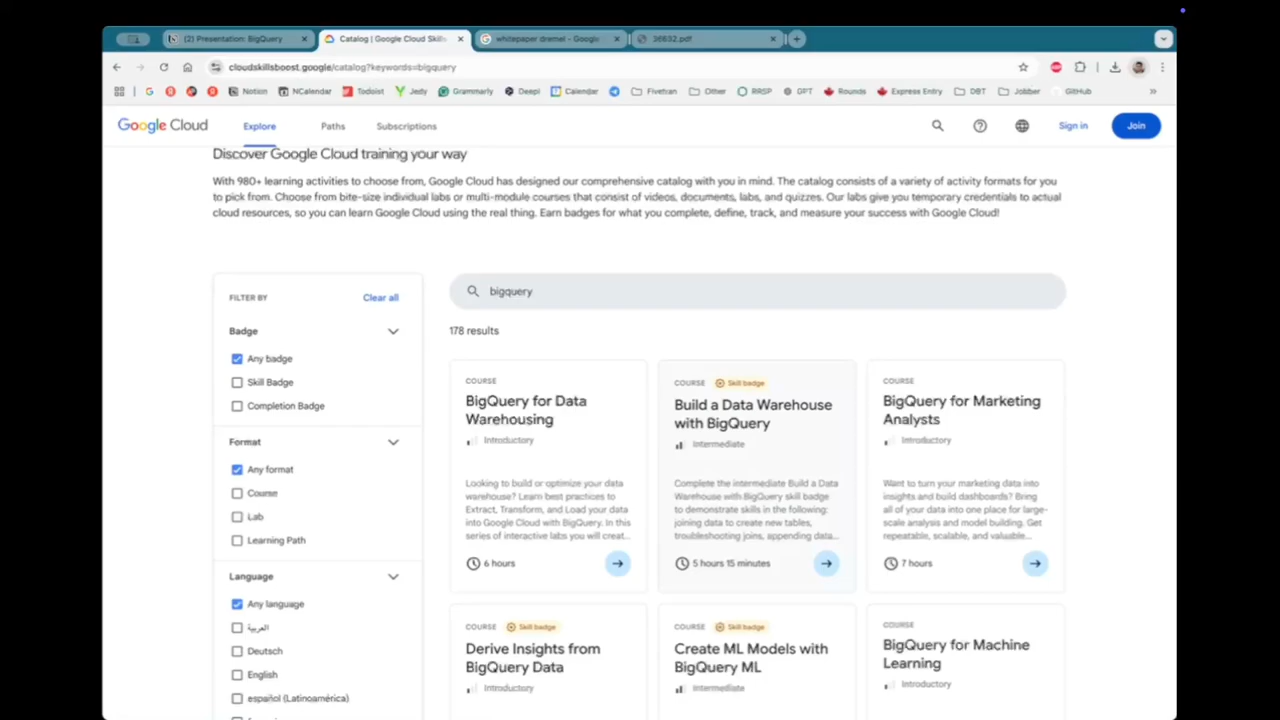 (2) Presentation: BigQuery
Catalog | Google Cloud Skills
whitepaper dremel - Google
36632.pdf
cloudskillsboost.google/catalog?keywords=bigquery
Notion
NCalendar
Todoist
Jedy
Grammarly
Deepl
Calendar
Fivetran
Other
RRSP
GPT
Rounds
Express Entry
DBT
Jobber
GitHub
Google Cloud
Explore
Paths
Subscriptions
Sign in
Join
Discover Google Cloud training your way
With 980+ learning activities to choose from, Google Cloud has designed our comprehensive catalog with you in mind. The catalog consists of a variety of activity formats for you
to pick from. Choose from bite-size individual labs or multi-module courses that consist of videos, documents, labs, and quizzes. Our labs give you temporary credentials to actual
cloud resources, so you can learn Google Cloud using the real thing. Earn badges for what you complete, define, track, and measure your success with Google Cloud!
FILTER BY
Clear all
Badge
Any badge
Skill Badge
Completion Badge
Format
Any format
Course
Lab
Learning Path
Language
Any language
العربية
Deutsch
English
español (Latinoamérica)
bigquery
178 results
COURSE
BigQuery for Data
Warehousing
Introductory
Looking to build or optimize your data
warehouse? Learn best practices to
Extract, Transform, and Load your data
into Google Cloud with BigQuery. In this
series of interactive labs you will creat...
6 hours
COURSE Skill badge
Build a Data Warehouse
with BigQuery
Intermediate
Complete the intermediate Build a Data
Warehouse with BigQuery skill badge
to demonstrate skills in the following:
joining data to create new tables,
troubleshooting joins, appending data...
5 hours 15 minutes
COURSE
BigQuery for Marketing
Analysts
Introductory
Want to turn your marketing data into
insights and build dashboards? Bring
all of your data into one place for large-
scale analysis and model building. Get
repeatable, scalable, and valuable...
7 hours
COURSE Skill badge
Derive Insights from
BigQuery Data
Introductory
COURSE Skill badge
Create ML Models with
BigQuery ML
Intermediate
COURSE
BigQuery for Machine
Learning
Introductory